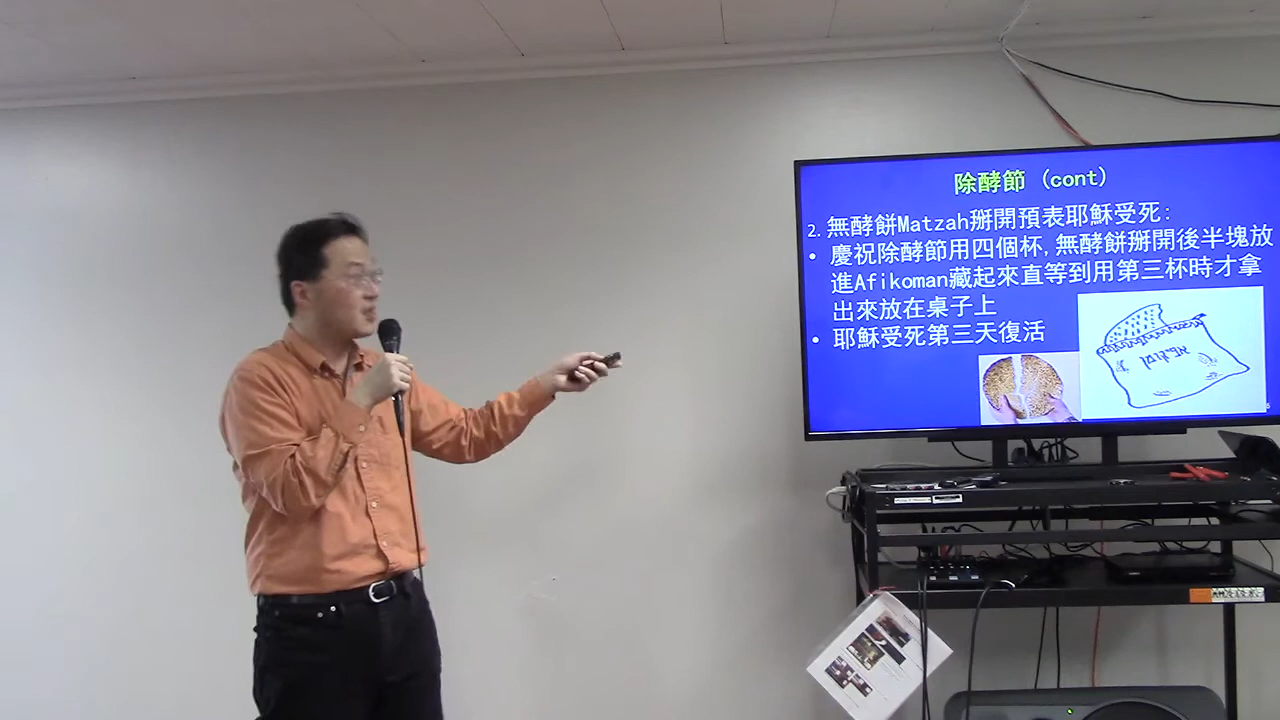 除酵節 (cont)
2. 無酵餅Matzah掰開預表耶穌受死:
• 慶祝除酵節用四個杯,無酵餅掰開後半塊放
進Afikoman藏起來直等到用第三杯時才拿
出來放在桌子上
• 耶穌受死第三天復活